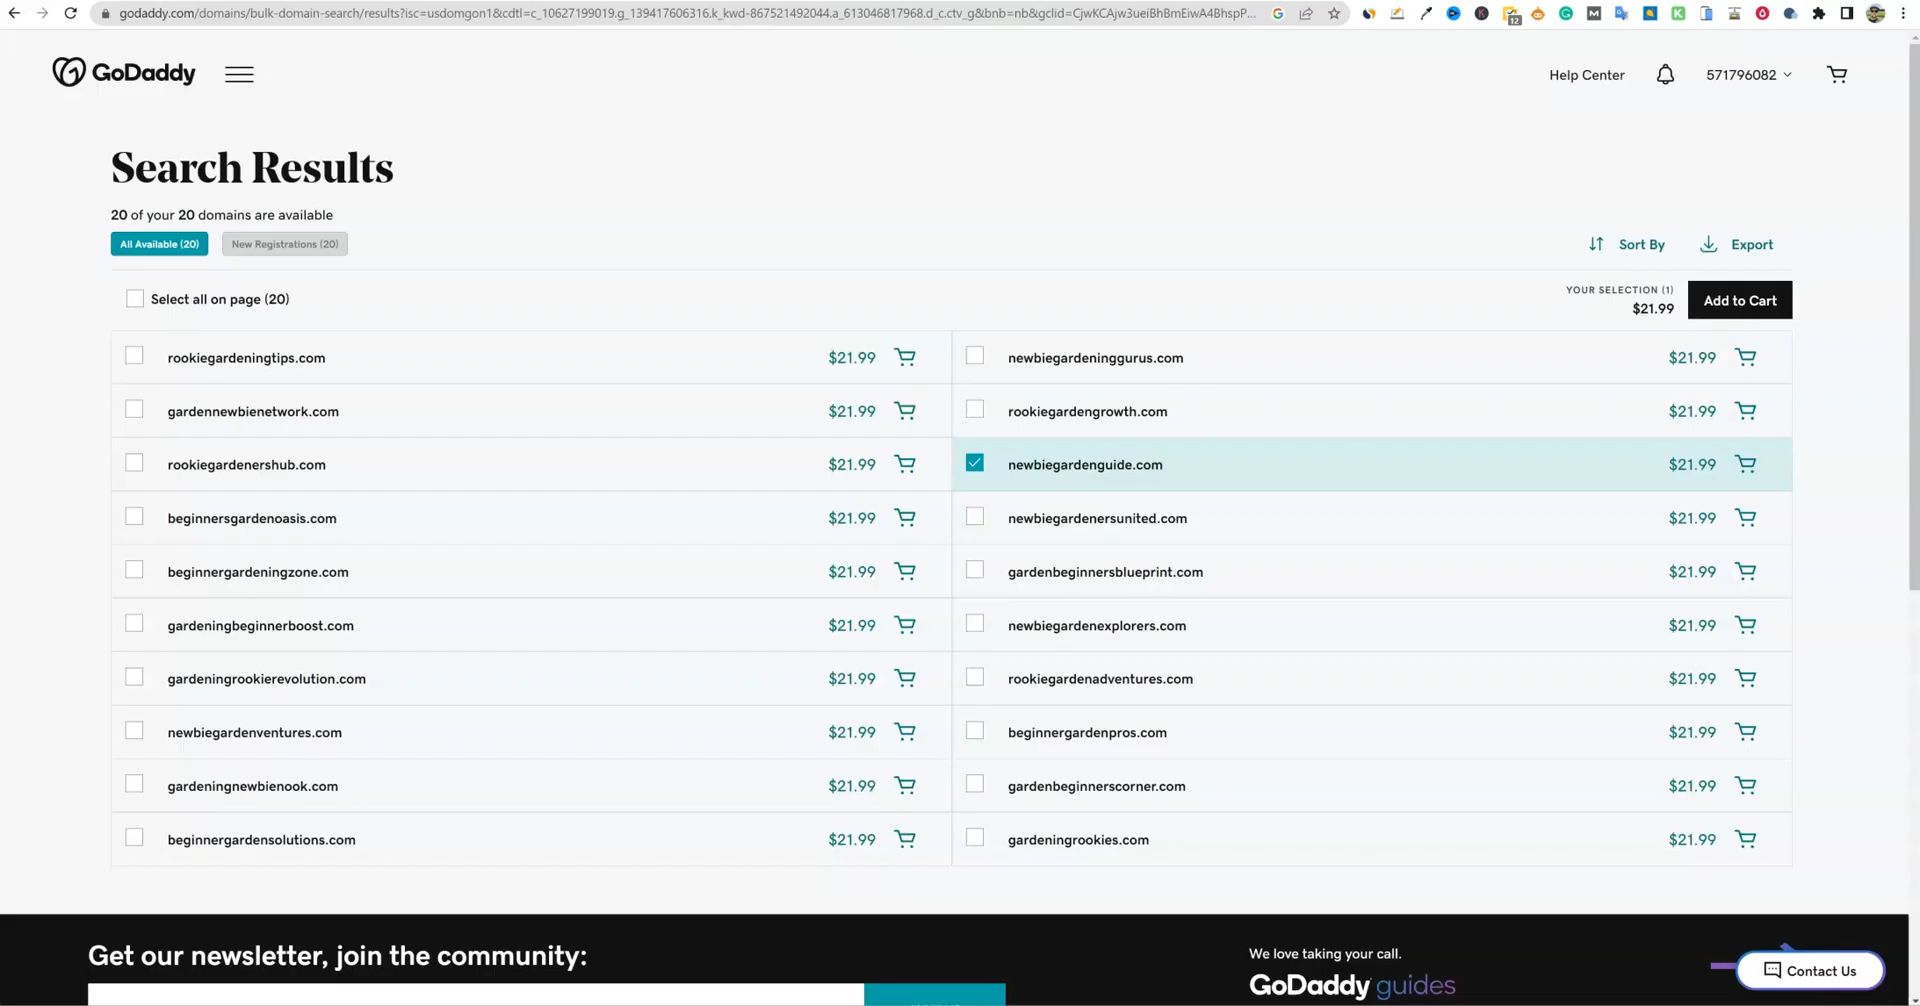 godaddy.com/domains/bulk-domain-search/results?isc=usdomgon1&cdtl=c_10627199019.g_139417606316.k_kwd-867521492044.a_613046817968.d_c.ctv_g&bnb=nb&gclid=CjwKCAjw3ueiBhBmEiwA4BhspP...
12
GoDaddy
Help Center
571796082
Search Results
20 of your 20 domains are available
All Available (20)
New Registrations (20)
Sort By
Export
Select all on page (20)
YOUR SELECTION (1)
$21.99
Add to Cart
rookiegardeningtips.com $21.99
newbiegardeninggurus.com $21.99
gardennewbienetwork.com $21.99
rookiegardengrowth.com $21.99
rookiegardenershub.com $21.99
newbiegardenguide.com $21.99
beginnersgardenoasis.com $21.99
newbiegardenersunited.com $21.99
beginnergardeningzone.com $21.99
gardenbeginnersblueprint.com $21.99
gardeningbeginnerboost.com $21.99
newbiegardenexplorers.com $21.99
gardeningrookierevolution.com $21.99
rookiegardenadventures.com $21.99
newbiegardenventures.com $21.99
beginnergardenpros.com $21.99
gardeningnewbienook.com $21.99
gardenbeginnerscorner.com $21.99
beginnergardensolutions.com $21.99
gardeningrookies.com $21.99
Get our newsletter, join the community:
We love taking your call.
GoDaddy guides
Contact Us